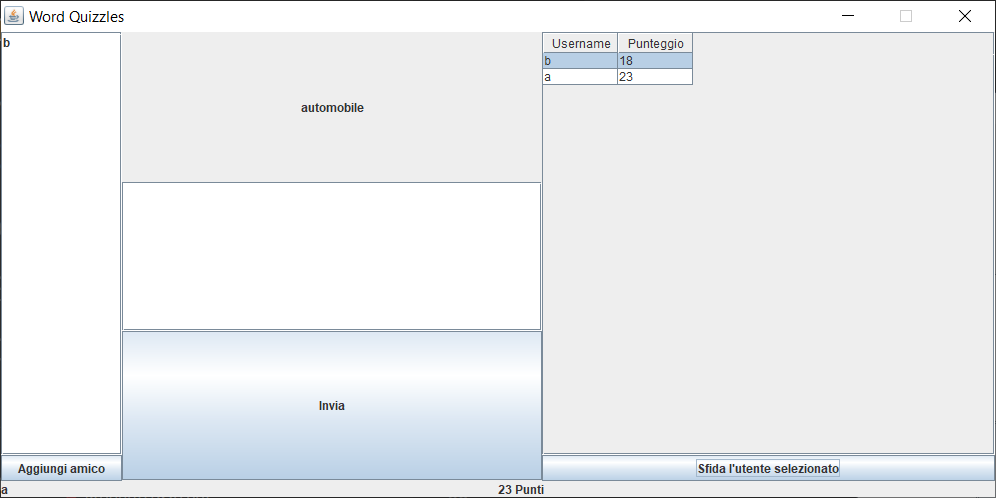 Word Quizzles
b
automobile
Invia
Aggiungi amico
Username Punteggio
b 18
a 23
Sfida l'utente selezionato
a 23 Punti